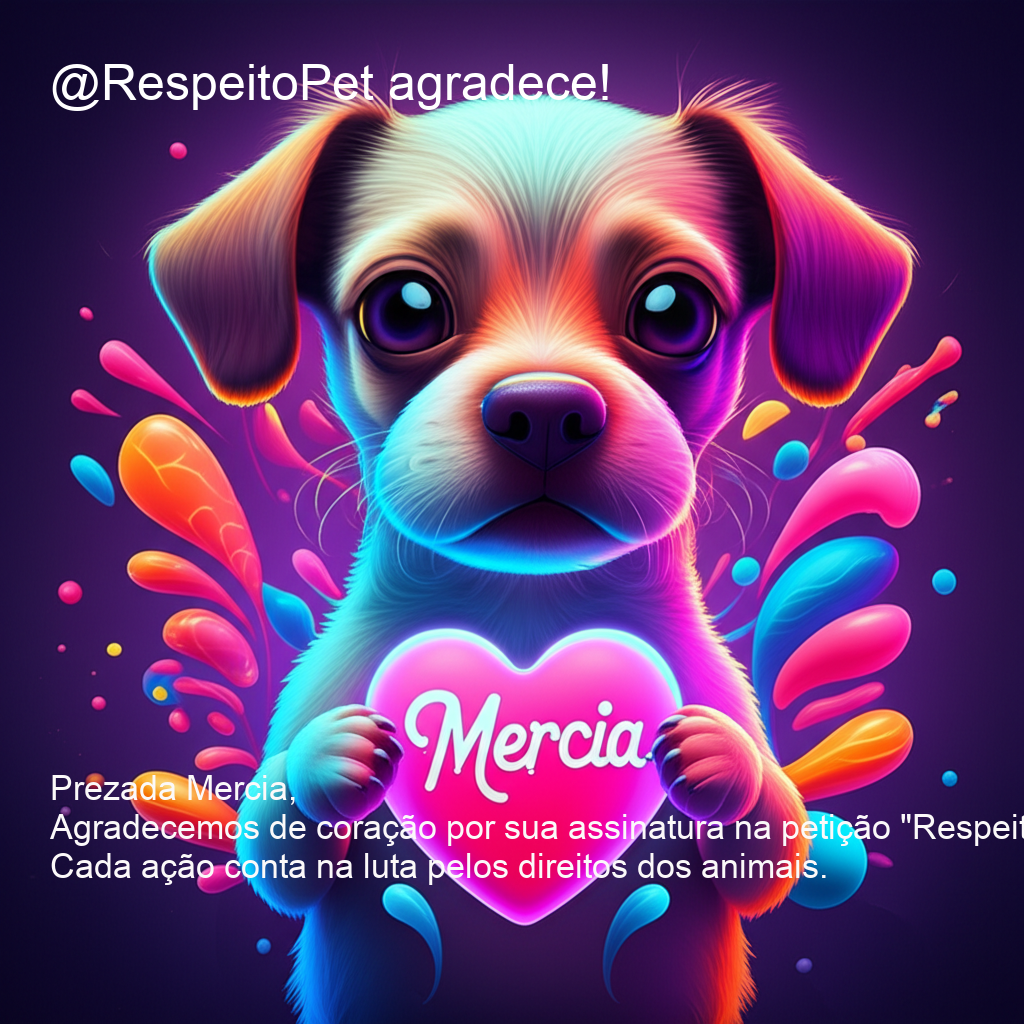 @RespeitoPet agradece!
Mercia
Prezada Mercia,
Agradecemos de coração por sua assinatura na petição "Respeit
Cada ação conta na luta pelos direitos dos animais.